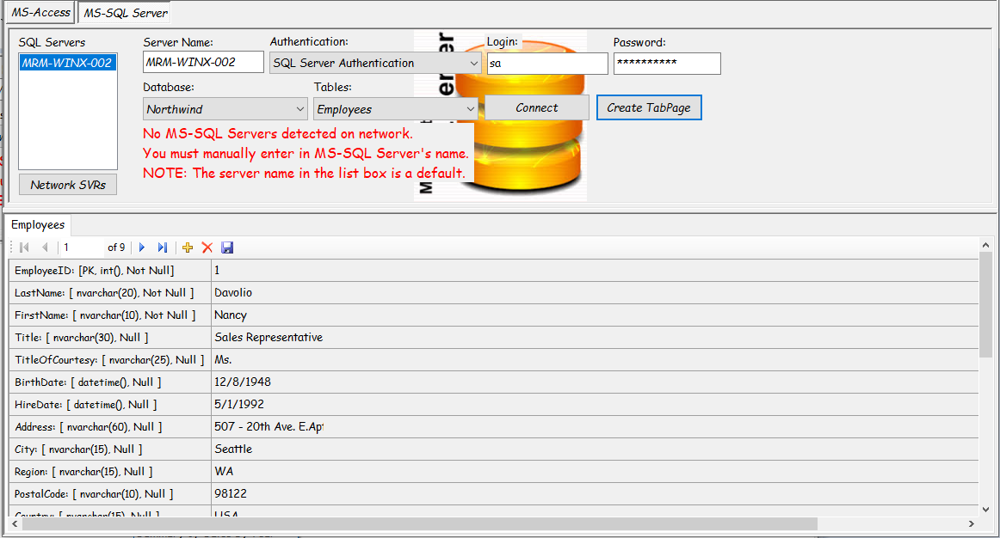 MS-Access MS-SQL Server
SQL Servers Server Name: Authentication: Login: Password:
MRM-WINX-002 MRM-WINX-002 SQL Server Authentication sa **********
Database: Tables:
Northwind Employees Connect Create TabPage
No MS-SQL Servers detected on network.
You must manually enter in MS-SQL Server's name.
NOTE: The server name in the list box is a default.
Network SVRs
Employees
1 of 9
EmployeeID: [PK, int(), Not Null] 1
LastName: [ nvarchar(20), Not Null ] Davolio
FirstName: [ nvarchar(10), Not Null ] Nancy
Title: [ nvarchar(30), Null ] Sales Representative
TitleOfCourtesy: [ nvarchar(25), Null ] Ms.
BirthDate: [ datetime(), Null ] 12/8/1948
HireDate: [ datetime(), Null ] 5/1/1992
Address: [ nvarchar(60), Null ] 507 - 20th Ave. E.Ap
City: [ nvarchar(15), Null ] Seattle
Region: [ nvarchar(15), Null ] WA
PostalCode: [ nvarchar(10), Null ] 98122
Country: [ nvarchar(15), Null ] USA